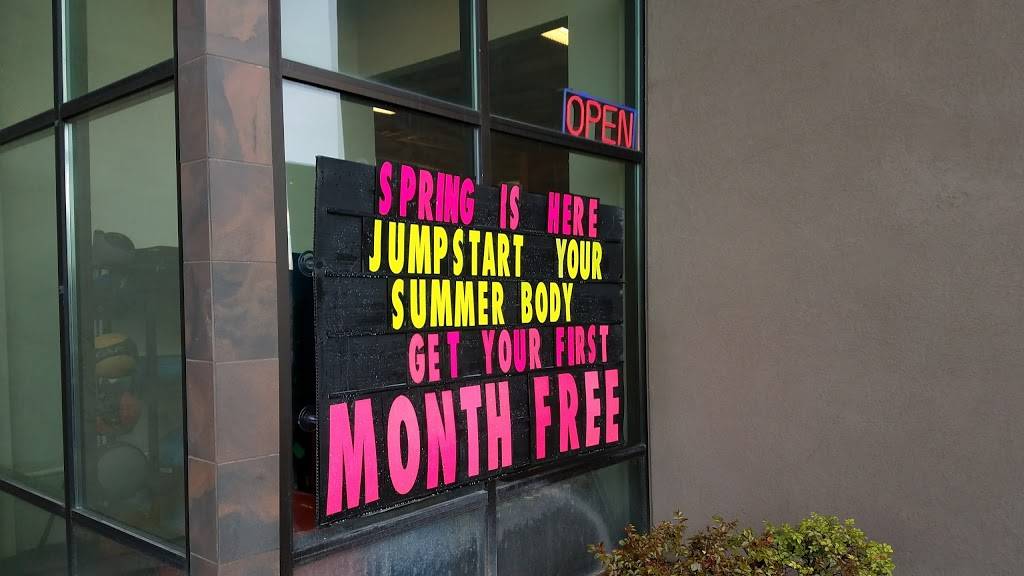 OPEN
SPRING IS HERE
JUMPSTART YOUR
SUMMER BODY
GET YOUR FIRST
MONTH FREE